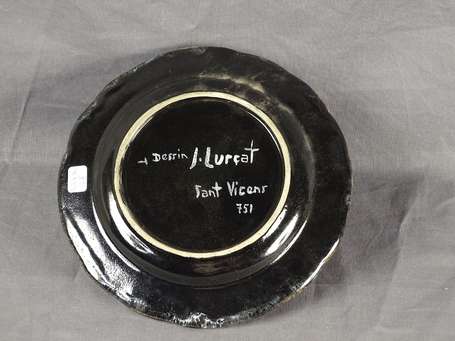 Dessin J. Lurçat
Sant Vicens
751